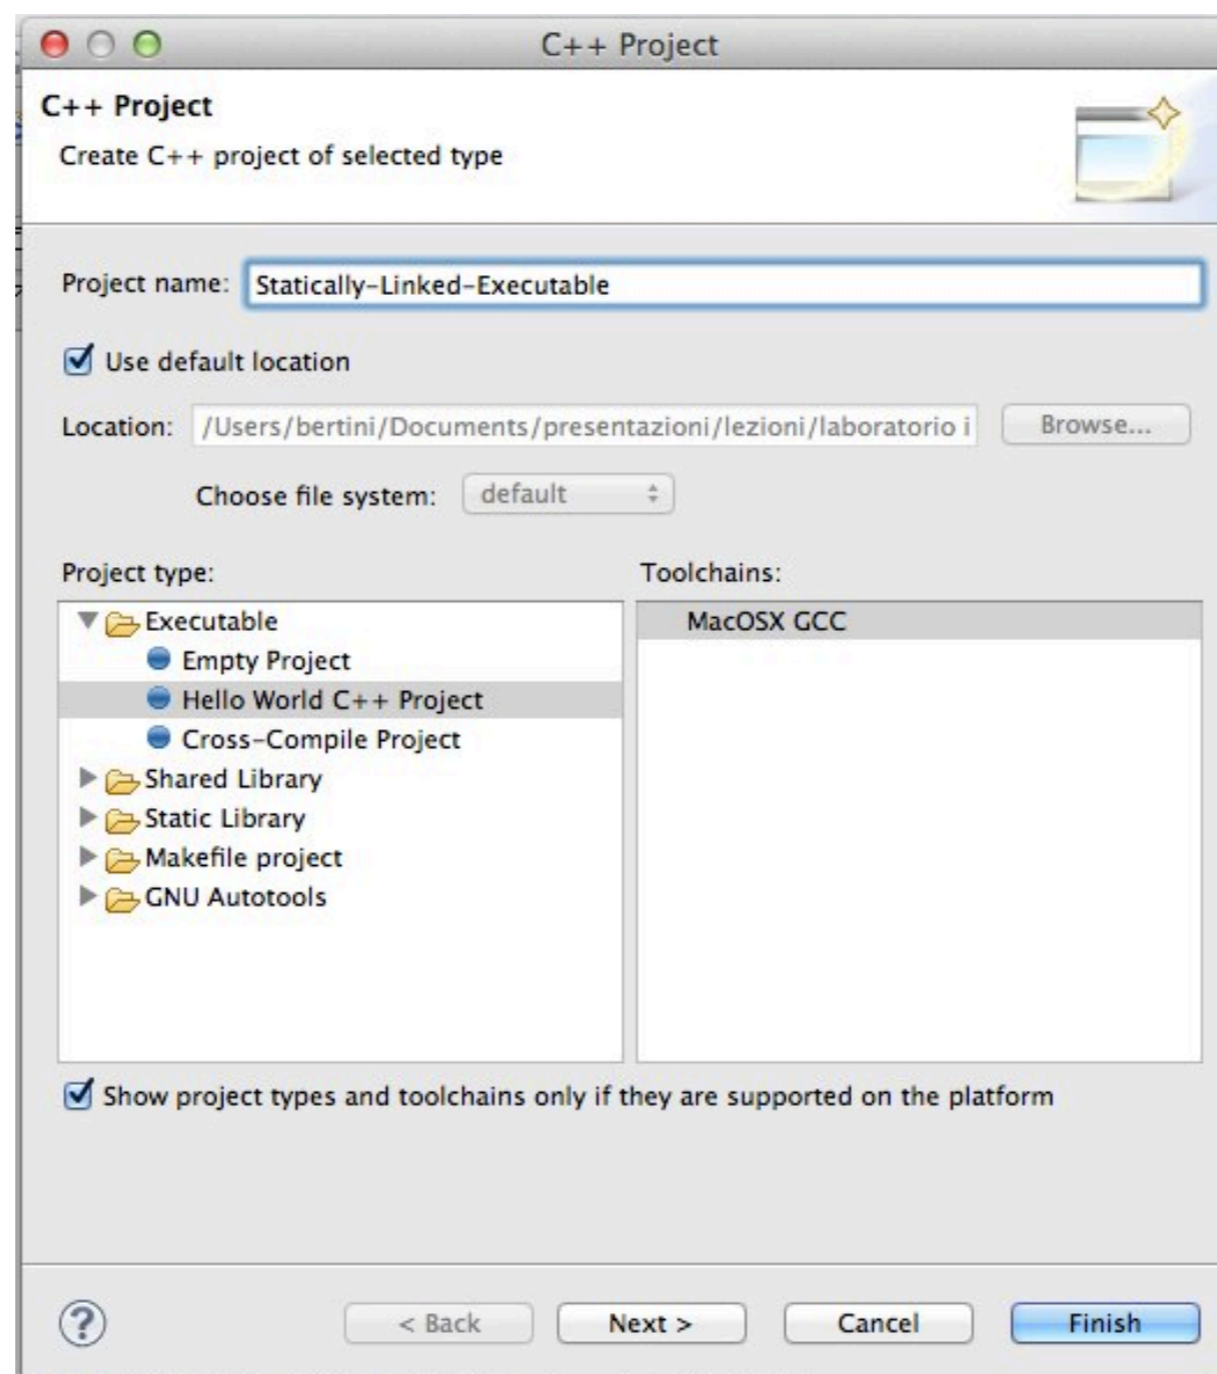 C++ Project
C++ Project
Create C++ project of selected type
Project name: Statically-Linked-Executable
Use default location
Location: /Users/bertini/Documents/presentazioni/lezioni/laboratorio i Browse...
Choose file system: default
Project type: Toolchains:
Executable MacOSX GCC
Empty Project
Hello World C++ Project
Cross-Compile Project
Shared Library
Static Library
Makefile project
GNU Autotools
Show project types and toolchains only if they are supported on the platform
? < Back Next > Cancel Finish